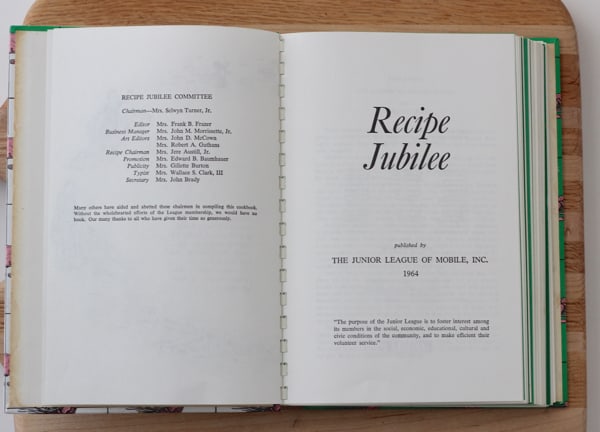 RECIPE JUBILEE COMMITTEE
Chairman—Mrs. Selwyn Turner, Jr.
Editor Mrs. Frank B. Frazer
Business Manager Mrs. John M. Morrissette, Jr.
Art Editors Mrs. John D. McCown
Mrs. Robert A. Guthans
Recipe Chairman Mrs. Jere Austill, Jr.
Promotion Mrs. Edward B. Baumhauer
Publicity Mrs. Gillette Burton
Typist Mrs. Wallace S. Clark, III
Secretary Mrs. John Brady
Many others have aided and abetted these chairmen in compiling this cookbook.
Without the wholehearted efforts of the League membership, we would have no
book. Our many thanks to all who have given their time so generously.
Recipe
Jubilee
published by
THE JUNIOR LEAGUE OF MOBILE, INC.
1964
"The purpose of the Junior League is to foster interest among
its members in the social, economic, educational, cultural and
civic conditions of the community, and to make efficient their
volunteer service."